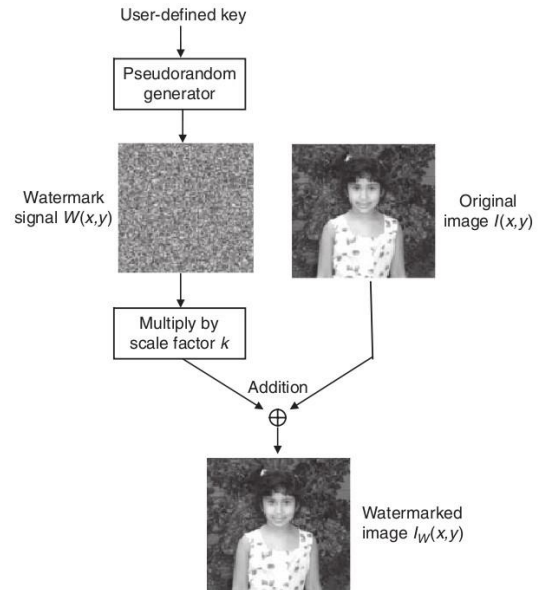 User-defined key
Pseudorandom
generator
Watermark
signal W(x,y)
Original
image I(x,y)
Multiply by
scale factor k
Addition
Watermarked
image I_W(x,y)